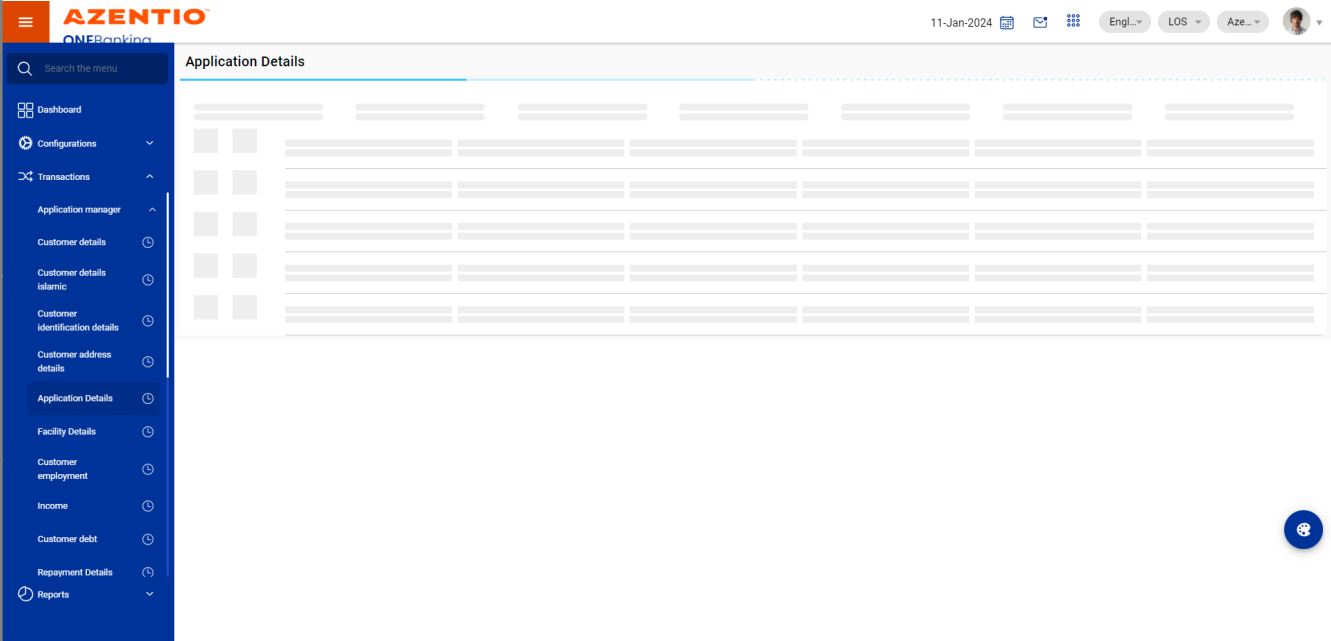 AZENTIO™
ONEBanking
11-Jan-2024
Engl...
LOS
Aze...
Search the menu
Application Details
Dashboard
Configurations
Transactions
Application manager
Customer details
Customer details
islamic
Customer
identification details
Customer address
details
Application Details
Facility Details
Customer
employment
Income
Customer debt
Repayment Details
Reports